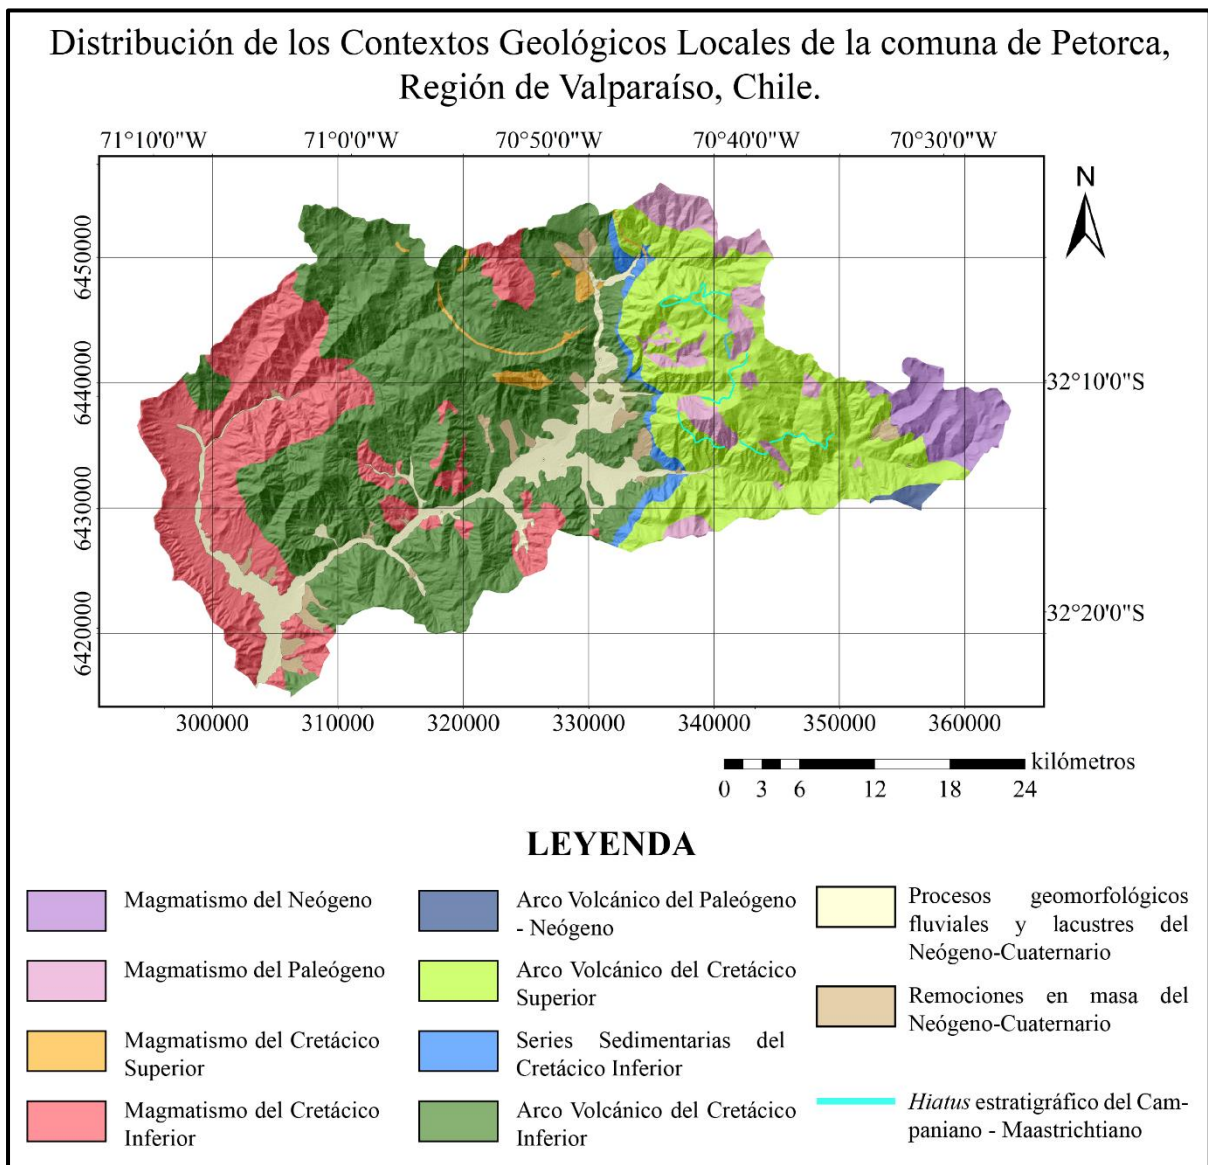 Distribución de los Contextos Geológicos Locales de la comuna de Petorca,
Región de Valparaíso, Chile.
71°10'0"W 71°0'0"W 70°50'0"W 70°40'0"W 70°30'0"W
N
6450000
6440000
32°10'0"S
6430000
6420000
32°20'0"S
300000 310000 320000 330000 340000 350000 360000
kilómetros
0 3 6 12 18 24
LEYENDA
Magmatismo del Neógeno
Magmatismo del Paleógeno
Magmatismo del Cretácico
Superior
Magmatismo del Cretácico
Inferior
Arco Volcánico del Paleógeno
- Neógeno
Arco Volcánico del Cretácico
Superior
Series Sedimentarias del
Cretácico Inferior
Arco Volcánico del Cretácico
Inferior
Procesos geomorfológicos
fluviales y lacustres del
Neógeno-Cuaternario
Remociones en masa del
Neógeno-Cuaternario
Hiatus estratigráfico del Cam-
paniano - Maastrichtiano